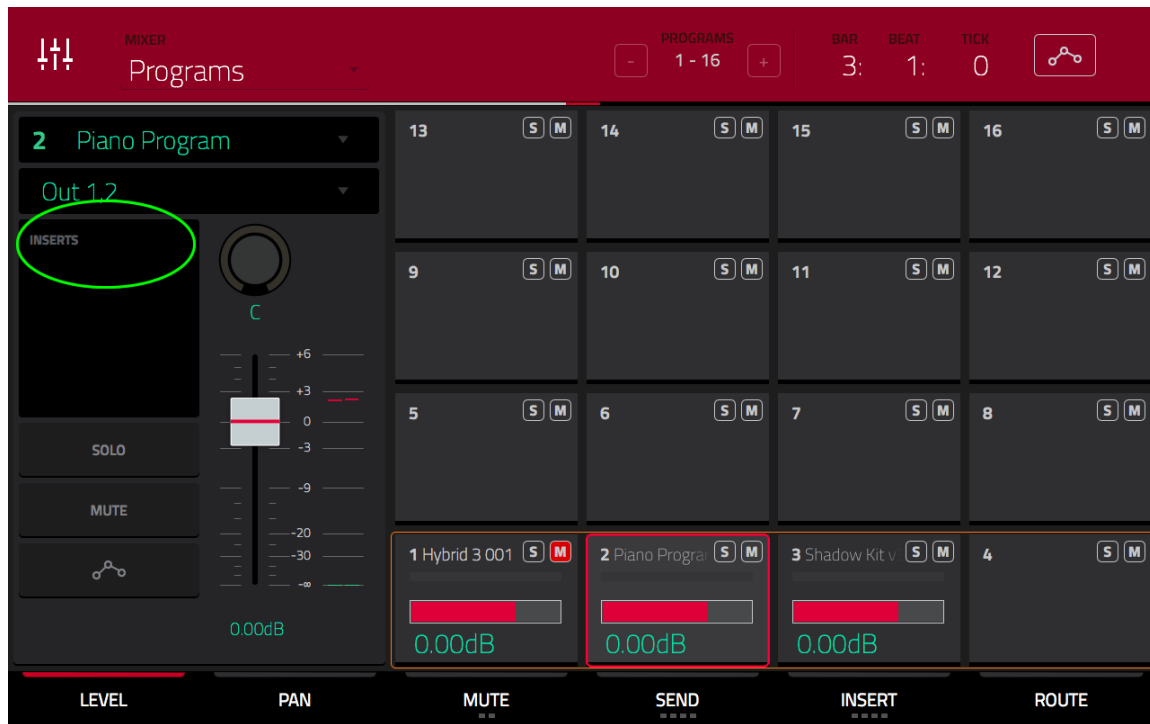 MIXER
Programs
PROGRAMS
- 1 - 16 +
BAR BEAT TICK
3: 1: 0
2 Piano Program
Out 1,2
INSERTS
C
+6
+3
0
-3
-9
-20
-30
-∞
0.00dB
SOLO
MUTE
13 S M
14 S M
15 S M
16 S M
9 S M
10 S M
11 S M
12 S M
5 S M
6 S M
7 S M
8 S M
1 Hybrid 3 001 S M
0.00dB
2 Piano Progra S M
0.00dB
3 Shadow Kit v S M
0.00dB
4 S M
LEVEL PAN MUTE SEND INSERT ROUTE